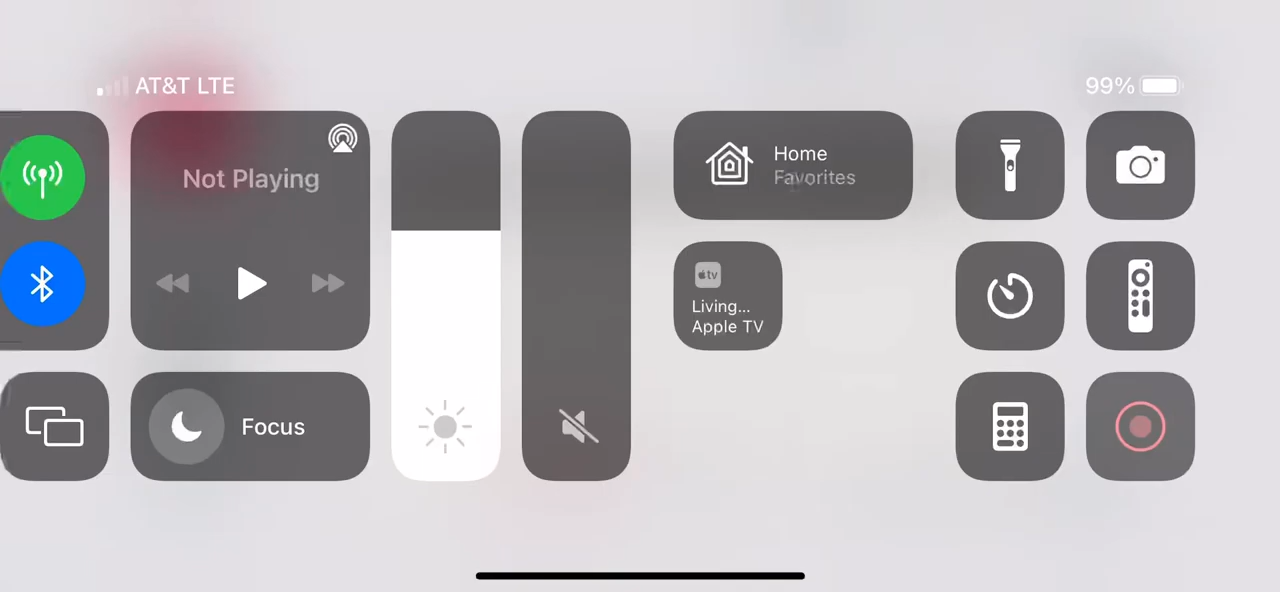 AT&T LTE
99%
Not Playing
Home
Favorites
tv
Living...
Apple TV
Focus